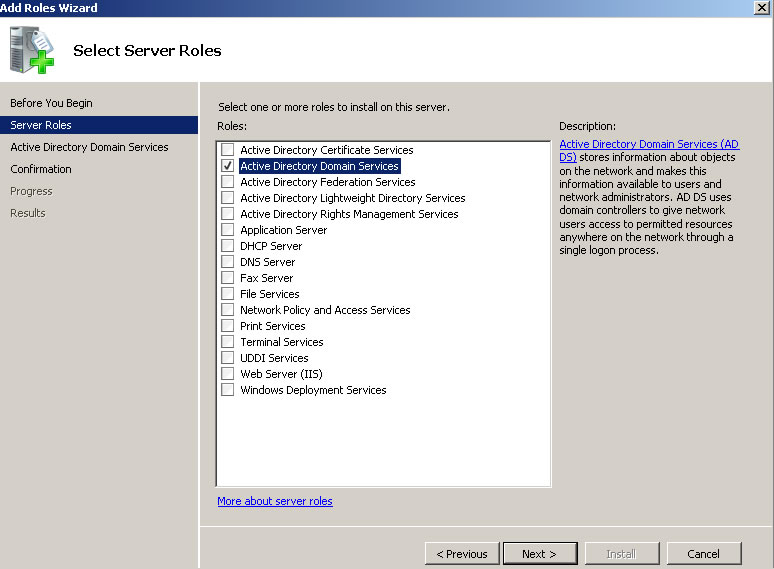 Add Roles Wizard
Select Server Roles
Before You Begin
Server Roles
Active Directory Domain Services
Confirmation
Progress
Results
Select one or more roles to install on this server.
Roles:
Active Directory Certificate Services
Active Directory Domain Services
Active Directory Federation Services
Active Directory Lightweight Directory Services
Active Directory Rights Management Services
Application Server
DHCP Server
DNS Server
Fax Server
File Services
Network Policy and Access Services
Print Services
Terminal Services
UDDI Services
Web Server (IIS)
Windows Deployment Services
More about server roles
Description:
Active Directory Domain Services (AD
DS) stores information about objects
on the network and makes this
information available to users and
network administrators. AD DS uses
domain controllers to give network
users access to permitted resources
anywhere on the network through a
single logon process.
< Previous
Next >
Install
Cancel